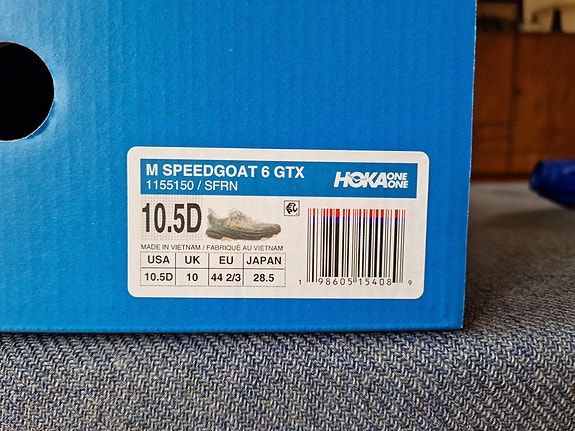 M SPEEDGOAT 6 GTX
1155150 / SFRN
HOKA ONE ONE
10.5D
MADE IN VIETNAM / FABRIQUÉ AU VIETNAM
USA UK EU JAPAN
10.5D 10 44 2/3 28.5
1 98605 15408 9